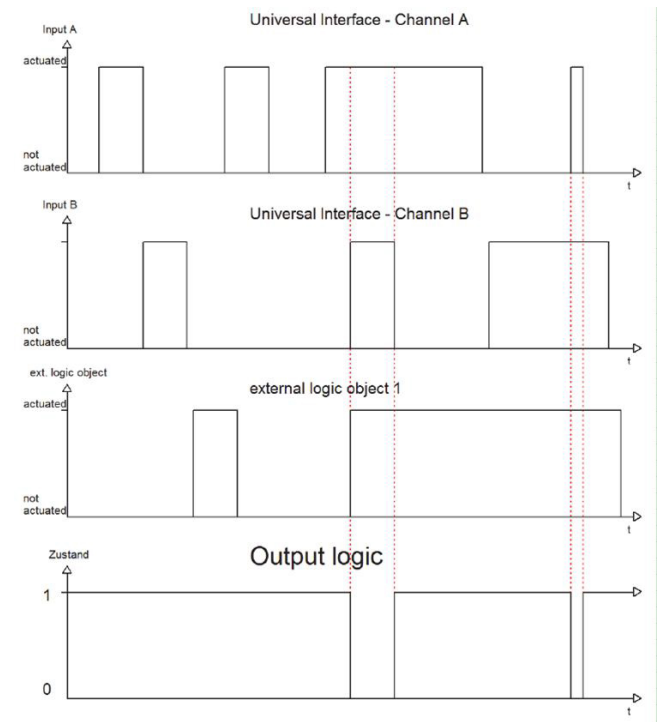 Universal Interface - Channel A
Input A
actuated
not
actuated
t
Input B
Universal Interface - Channel B
not
actuated
t
ext. logic object
external logic object 1
actuated
not
actuated
t
Zustand
Output logic
1
0
t